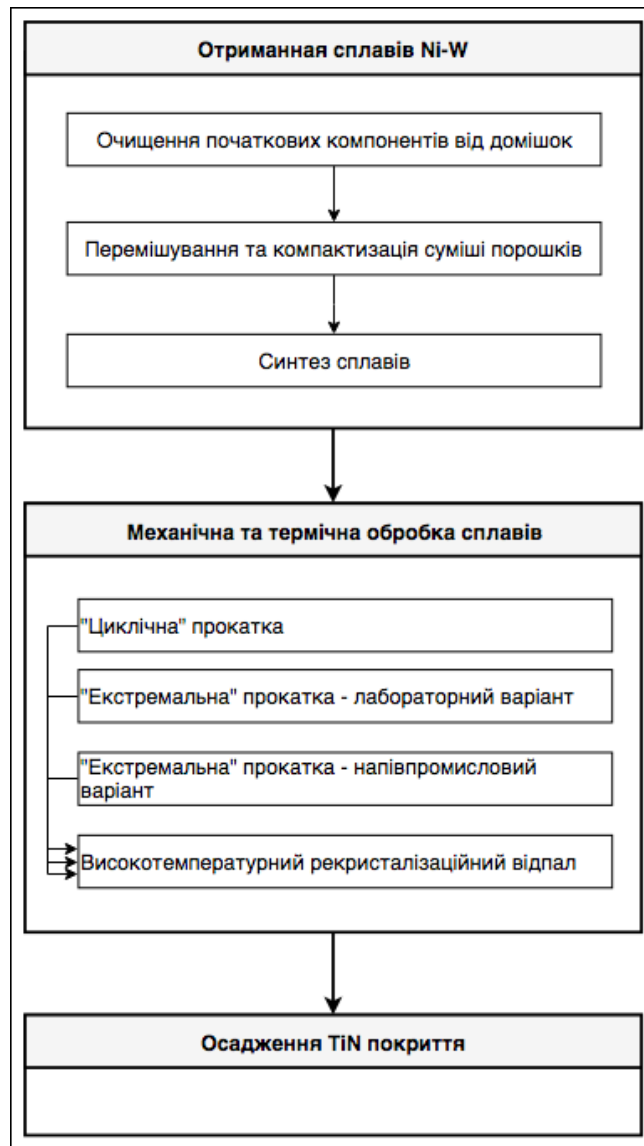 Отриманная сплавів Ni-W
Очищення початкових компонентів від домішок
Перемішування та компактизація суміші порошків
Синтез сплавів
Механічна та термічна обробка сплавів
"Циклічна" прокатка
"Екстремальна" прокатка - лабораторний варіант
"Екстремальна" прокатка - напівпромисловий
варіант
Високотемпературний рекристалізаційний відпал
Осадження TiN покриття